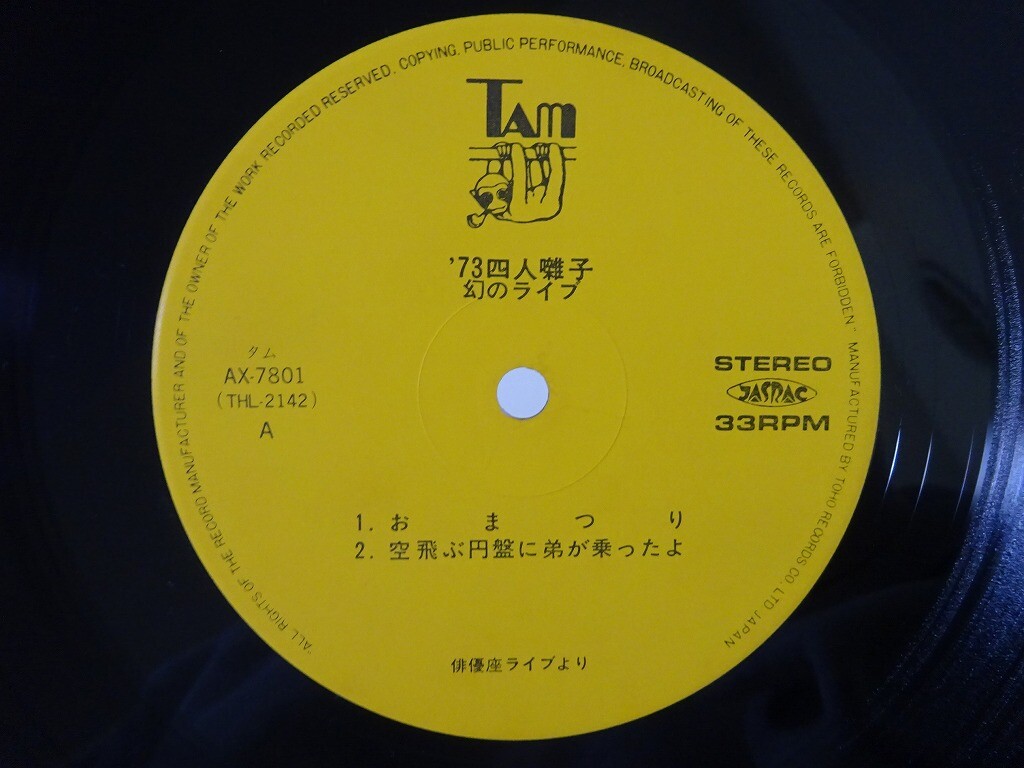 "ALL RIGHTS OF THE RECORD MANUFACTURER AND OF THE OWNER OF THE WORK RECORDED RESERVED. COPYING. PUBLIC PERFORMANCE. BROADCASTING OF THESE RECORDS ARE FORBIDDEN" MANUFACTURED BY TOHO RECORDS CO., LTD JAPAN
TAM
'73四人囃子
幻のライブ
タム
AX-7801
(THL-2142)
A
STEREO
JASRAC
33RPM
1. おまつり
2. 空飛ぶ円盤に弟が乗ったよ
俳優座ライブより